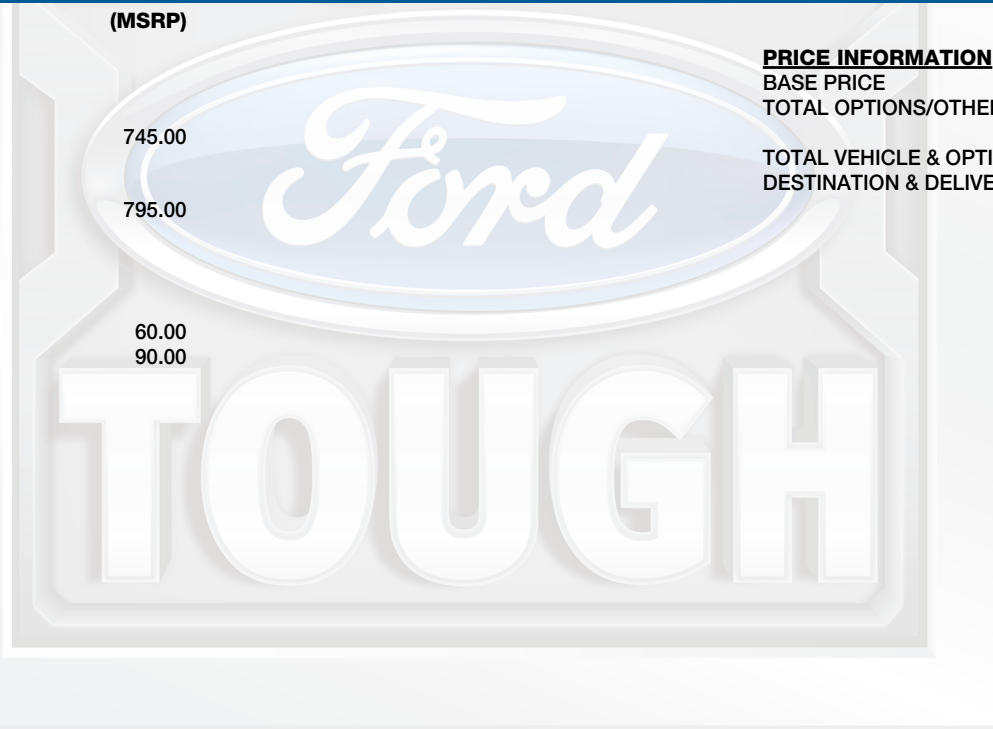 (MSRP)
745.00
795.00
60.00
90.00
PRICE INFORMATION
BASE PRICE
TOTAL OPTIONS/OTHER
TOTAL VEHICLE & OPTI
DESTINATION & DELIVE
Ford
TOUGH